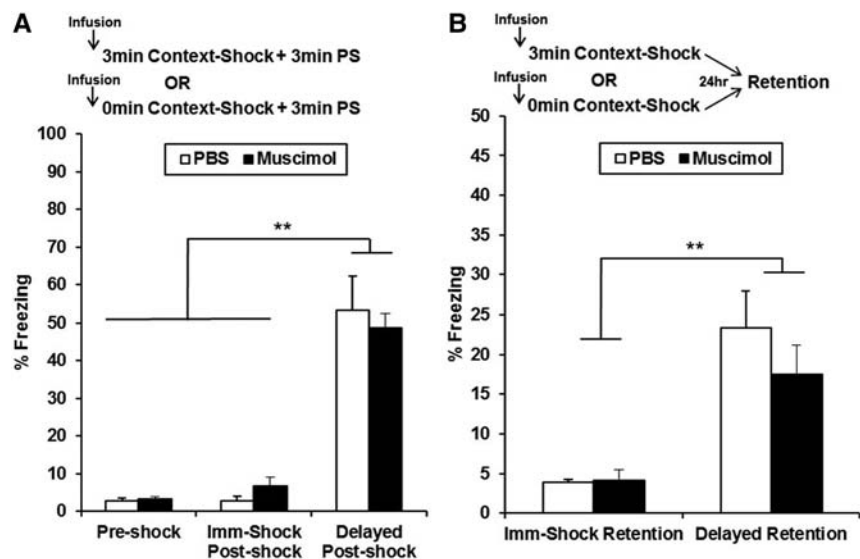 A
Infusion
3min Context-Shock + 3min PS
Infusion
OR
0min Context-Shock + 3min PS
100
90
80
70
60
50
40
30
20
10
0
% Freezing
PBS
Muscimol
**
Pre-shock
Imm-Shock
Post-shock
Delayed
Post-shock
B
Infusion
3min Context-Shock
Infusion
OR
24hr
Retention
0min Context-Shock
50
45
40
35
30
25
20
15
10
5
0
% Freezing
PBS
Muscimol
**
Imm-Shock Retention
Delayed Retention